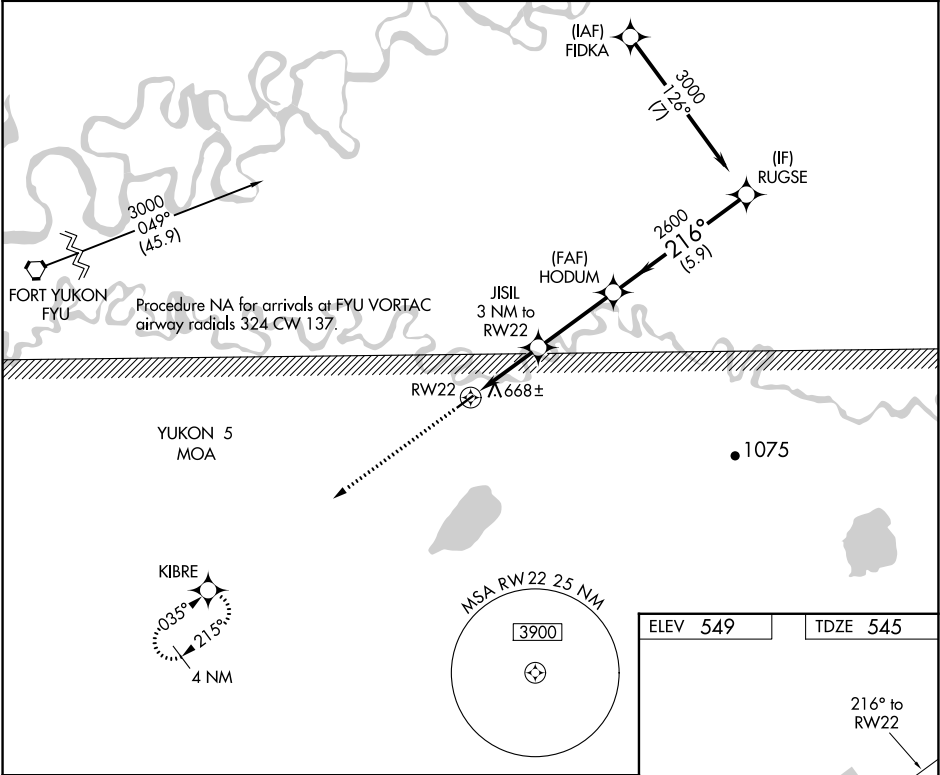 (IAF)
FIDKA
3000
126°
(7)
(IF)
RUGSE
3000
049°
(45.9)
2600
216°
(5.9)
(FAF)
HODUM
FORT YUKON
FYU
Procedure NA for arrivals at FYU VORTAC
airway radials 324 CW 137.
JISIL
3 NM to
RW22
RW22
668±
YUKON 5
MOA
1075
KIBRE
035°
215°
4 NM
MSA RW22 25 NM
3900
ELEV 549
TDZE 545
216° to
RW22